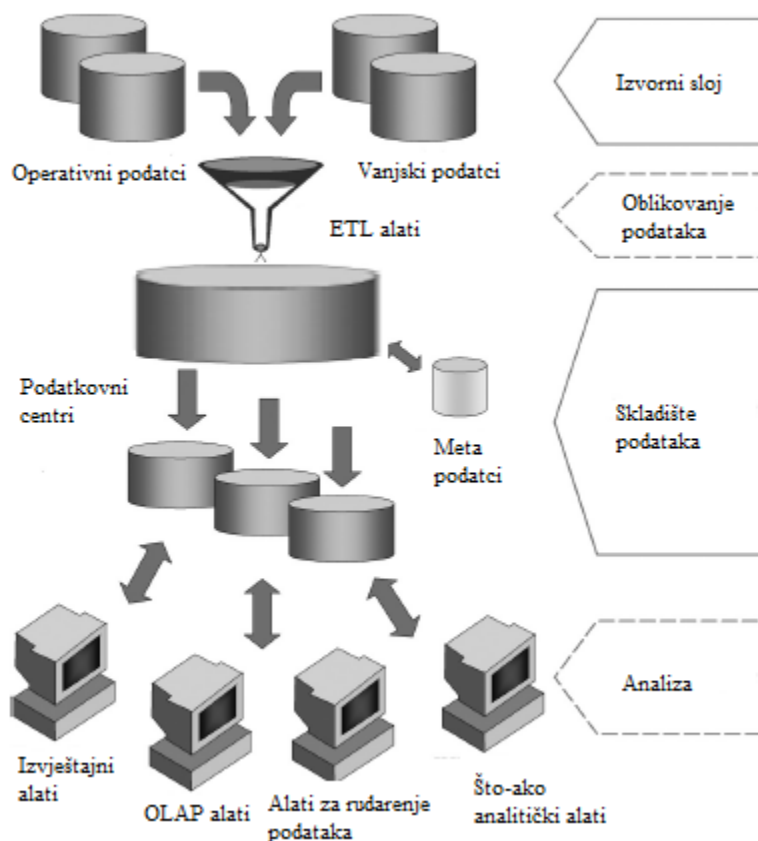 Izvorni sloj
Operativni podatci
Vanjski podatci
Oblikovanje
podataka
ETL alati
Podatkovni
centri
Meta
podatci
Skladište
podataka
Analiza
Izvještajni
alati
OLAP alati
Alati za rudarenje
podataka
Što-ako
analitički alati